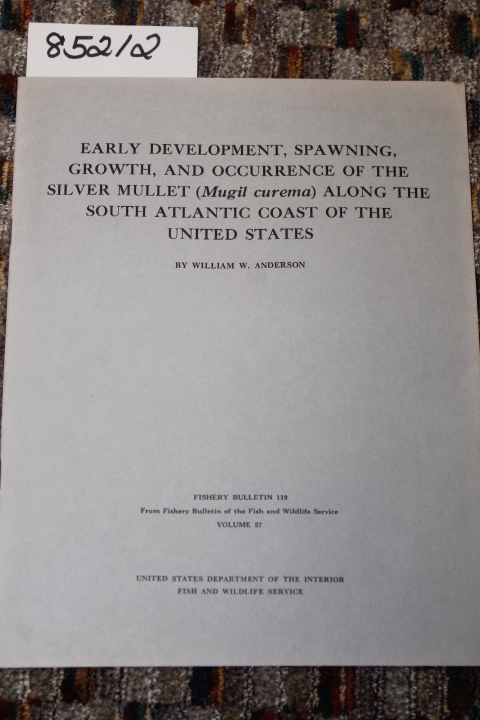 85212
EARLY DEVELOPMENT, SPAWNING,
GROWTH, AND OCCURRENCE OF THE
SILVER MULLET (Mugil curema) ALONG THE
SOUTH ATLANTIC COAST OF THE
UNITED STATES
BY WILLIAM W. ANDERSON
FISHERY BULLETIN 119
From Fishery Bulletin of the Fish and Wildlife Service
VOLUME 57
UNITED STATES DEPARTMENT OF THE INTERIOR
FISH AND WILDLIFE SERVICE